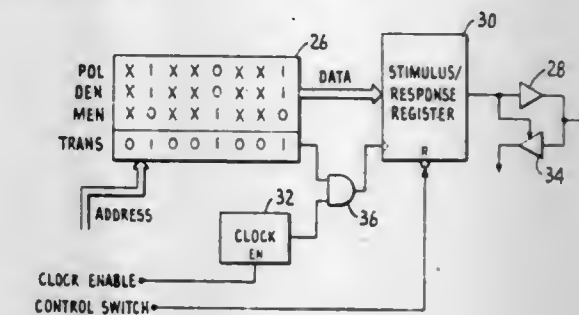 26
30
POL X 1 X X 0 X X 1
DEN X 1 X X 0 X X 1
MEN X 0 X X 1 X X 0
TRANS 0 1 0 0 1 0 0 1
DATA
STIMULUS/
RESPONSE
REGISTER
R
28
34
36
ADDRESS
32
CLOCK
EN
CLOCK ENABLE
CONTROL SWITCH